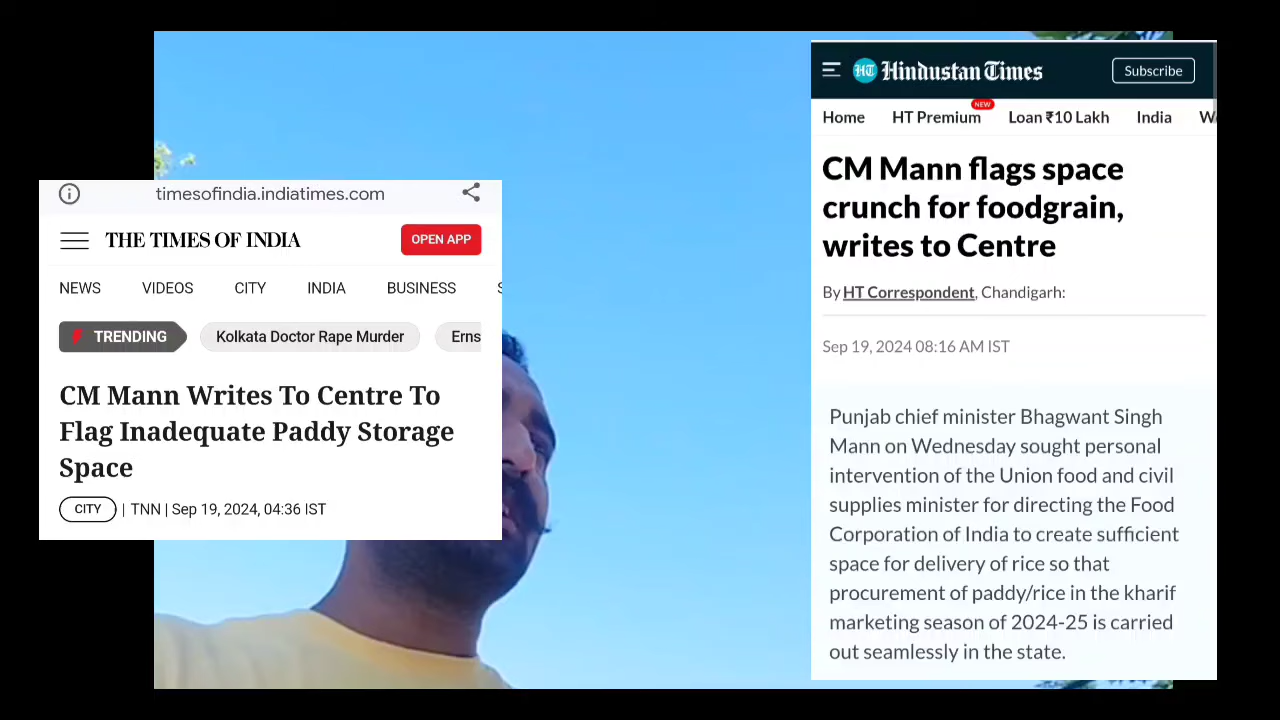 timesofindia.indiatimes.com
THE TIMES OF INDIA
OPEN APP
NEWS VIDEOS CITY INDIA BUSINESS
TRENDING Kolkata Doctor Rape Murder Erns
CM Mann Writes To Centre To
Flag Inadequate Paddy Storage
Space
CITY | TNN | Sep 19, 2024, 04:36 IST
HT Hindustan Times
Subscribe
NEW
Home HT Premium Loan ₹10 Lakh India W
CM Mann flags space
crunch for foodgrain,
writes to Centre
By HT Correspondent, Chandigarh:
Sep 19, 2024 08:16 AM IST
Punjab chief minister Bhagwant Singh
Mann on Wednesday sought personal
intervention of the Union food and civil
supplies minister for directing the Food
Corporation of India to create sufficient
space for delivery of rice so that
procurement of paddy/rice in the kharif
marketing season of 2024-25 is carried
out seamlessly in the state.